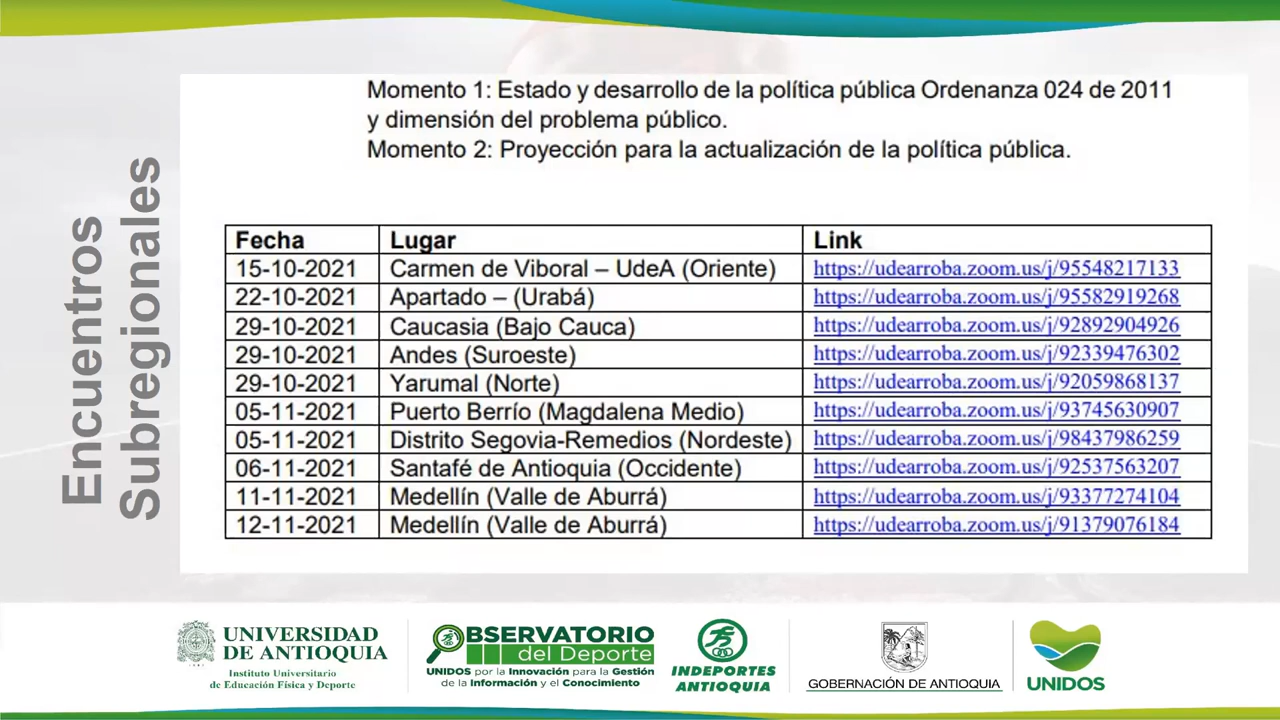 Encuentros
Subregionales
Momento 1: Estado y desarrollo de la política pública Ordenanza 024 de 2011
y dimensión del problema público.
Momento 2: Proyección para la actualización de la política pública.
Fecha Lugar Link
15-10-2021 Carmen de Viboral – UdeA (Oriente) https://udearroba.zoom.us/j/95548217133
22-10-2021 Apartado – (Urabá) https://udearroba.zoom.us/j/95582919268
29-10-2021 Caucasia (Bajo Cauca) https://udearroba.zoom.us/j/92892904926
29-10-2021 Andes (Suroeste) https://udearroba.zoom.us/j/92339476302
29-10-2021 Yarumal (Norte) https://udearroba.zoom.us/j/92059868137
05-11-2021 Puerto Berrío (Magdalena Medio) https://udearroba.zoom.us/j/93745630907
05-11-2021 Distrito Segovia-Remedios (Nordeste) https://udearroba.zoom.us/j/98437986259
06-11-2021 Santafé de Antioquia (Occidente) https://udearroba.zoom.us/j/92537563207
11-11-2021 Medellín (Valle de Aburrá) https://udearroba.zoom.us/j/93377274104
12-11-2021 Medellín (Valle de Aburrá) https://udearroba.zoom.us/j/91379076184
UNIVERSIDAD
DE ANTIOQUIA
Instituto Universitario
de Educación Física y Deporte
OBSERVATORIO
del Deporte
UNIDOS por la Innovación para la Gestión
de la Información y el Conocimiento
INDEPORTES
ANTIOQUIA
GOBERNACIÓN DE ANTIOQUIA
UNIDOS